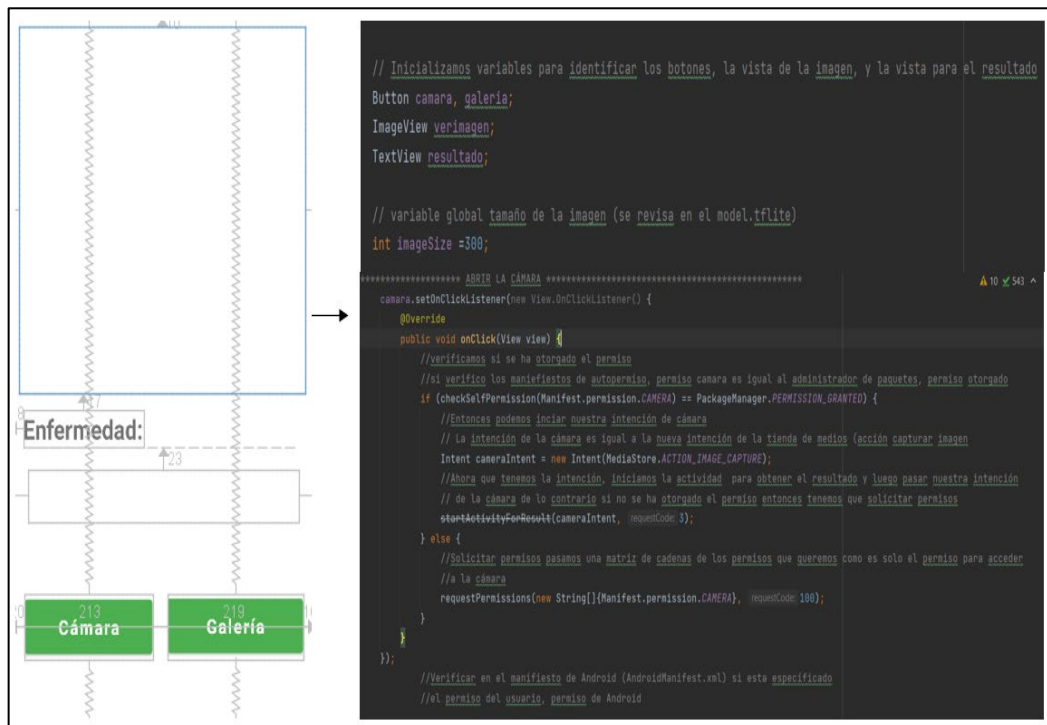 10
7
8
Enfermedad:
23
213 219
Cámara Galería
// Inicializamos variables para identificar los botones, la vista de la imagen, y la vista para el resultado
Button camara, galeria;
ImageView verimagen;
TextView resultado;
// variable global tamaño de la imagen (se revisa en el model.tflite)
int imageSize =300;
******************** ABRIR LA CÁMARA ****************************************************
10 543
camara.setOnClickListener(new View.OnClickListener() {
@Override
public void onClick(View view) {
//verificamos si se ha otorgado el permiso
//si verifico los maniefiestos de autopermiso, permiso camara es igual al administrador de paquetes, permiso otorgado
if (checkSelfPermission(Manifest.permission.CAMERA) == PackageManager.PERMISSION_GRANTED) {
//Entonces podemos inciar nuestra intención de cámara
// La intención de la cámara es igual a la nueva intención de la tienda de medios (acción capturar imagen
Intent cameraIntent = new Intent(MediaStore.ACTION_IMAGE_CAPTURE);
//Ahora que tenemos la intención, iniciamos la actividad para obtener el resultado y luego pasar nuestra intención
// de la cámara de lo contrario si no se ha otorgado el permiso entonces tenemos que solicitar permisos
startActivityForResult(cameraIntent, requestCode: 3);
} else {
//Solicitar permisos pasamos una matriz de cadenas de los permisos que queremos como es solo el permiso para acceder
//a la cámara
requestPermissions(new String[]{Manifest.permission.CAMERA}, requestCode: 100);
}
}
});
//Verificar en el manifiesto de Android (AndroidManifest.xml) si esta especificado
//el permiso del usuario, permiso de Android